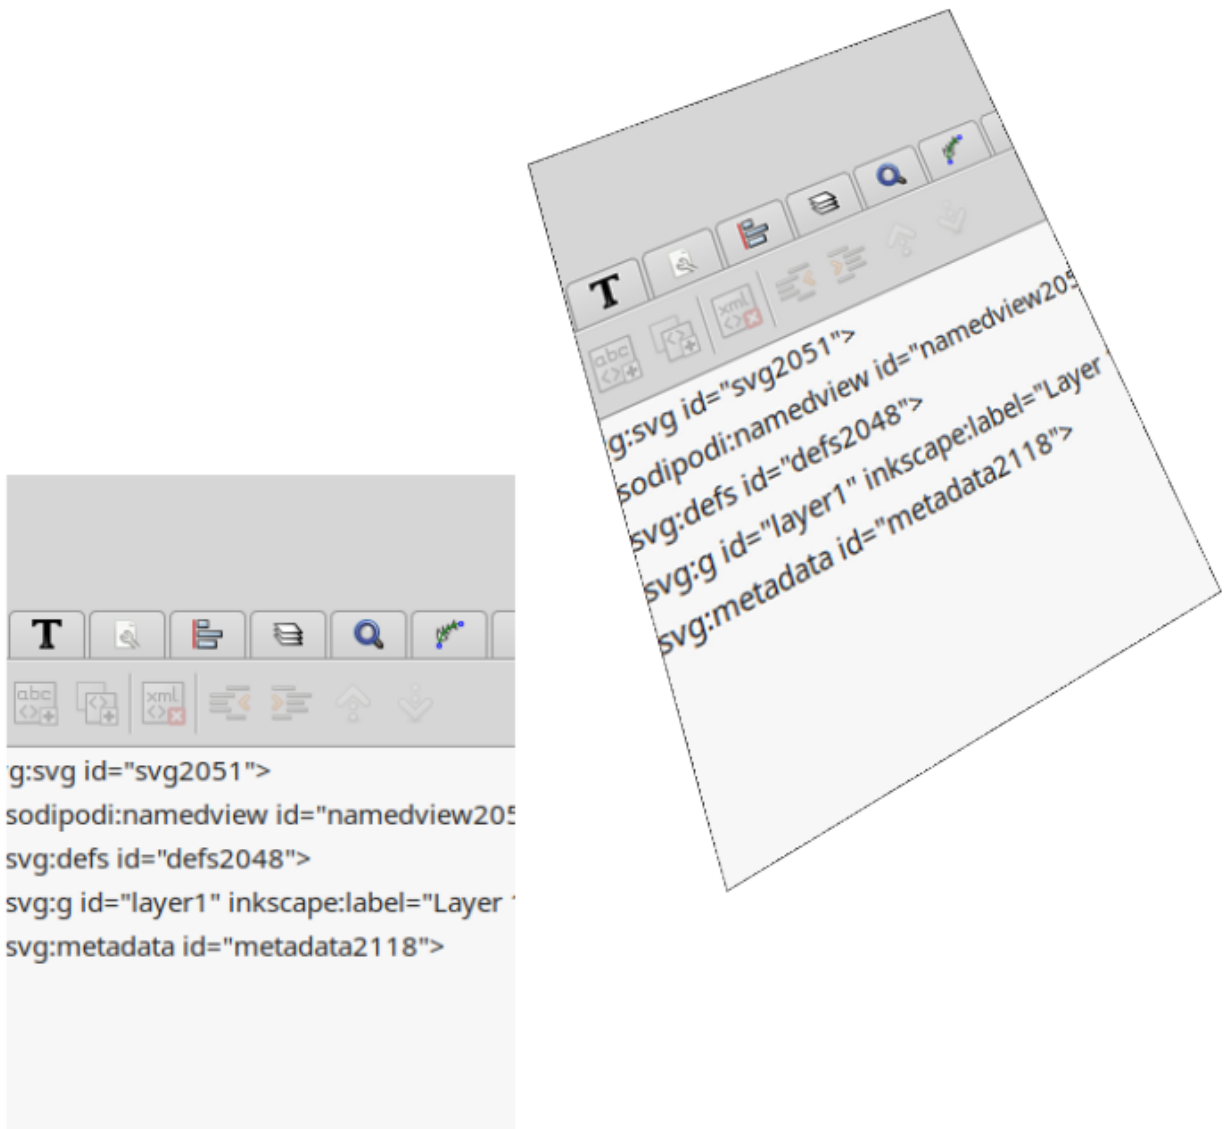 T
abc
xml
g:svg id="svg2051">
sodipodi:namedview id="namedview205
svg:defs id="defs2048">
svg:g id="layer1" inkscape:label="Layer
svg:metadata id="metadata2118">
T
abc
xml
g:svg id="svg2051">
sodipodi:namedview id="namedview205
svg:defs id="defs2048">
svg:g id="layer1" inkscape:label="Layer
svg:metadata id="metadata2118">